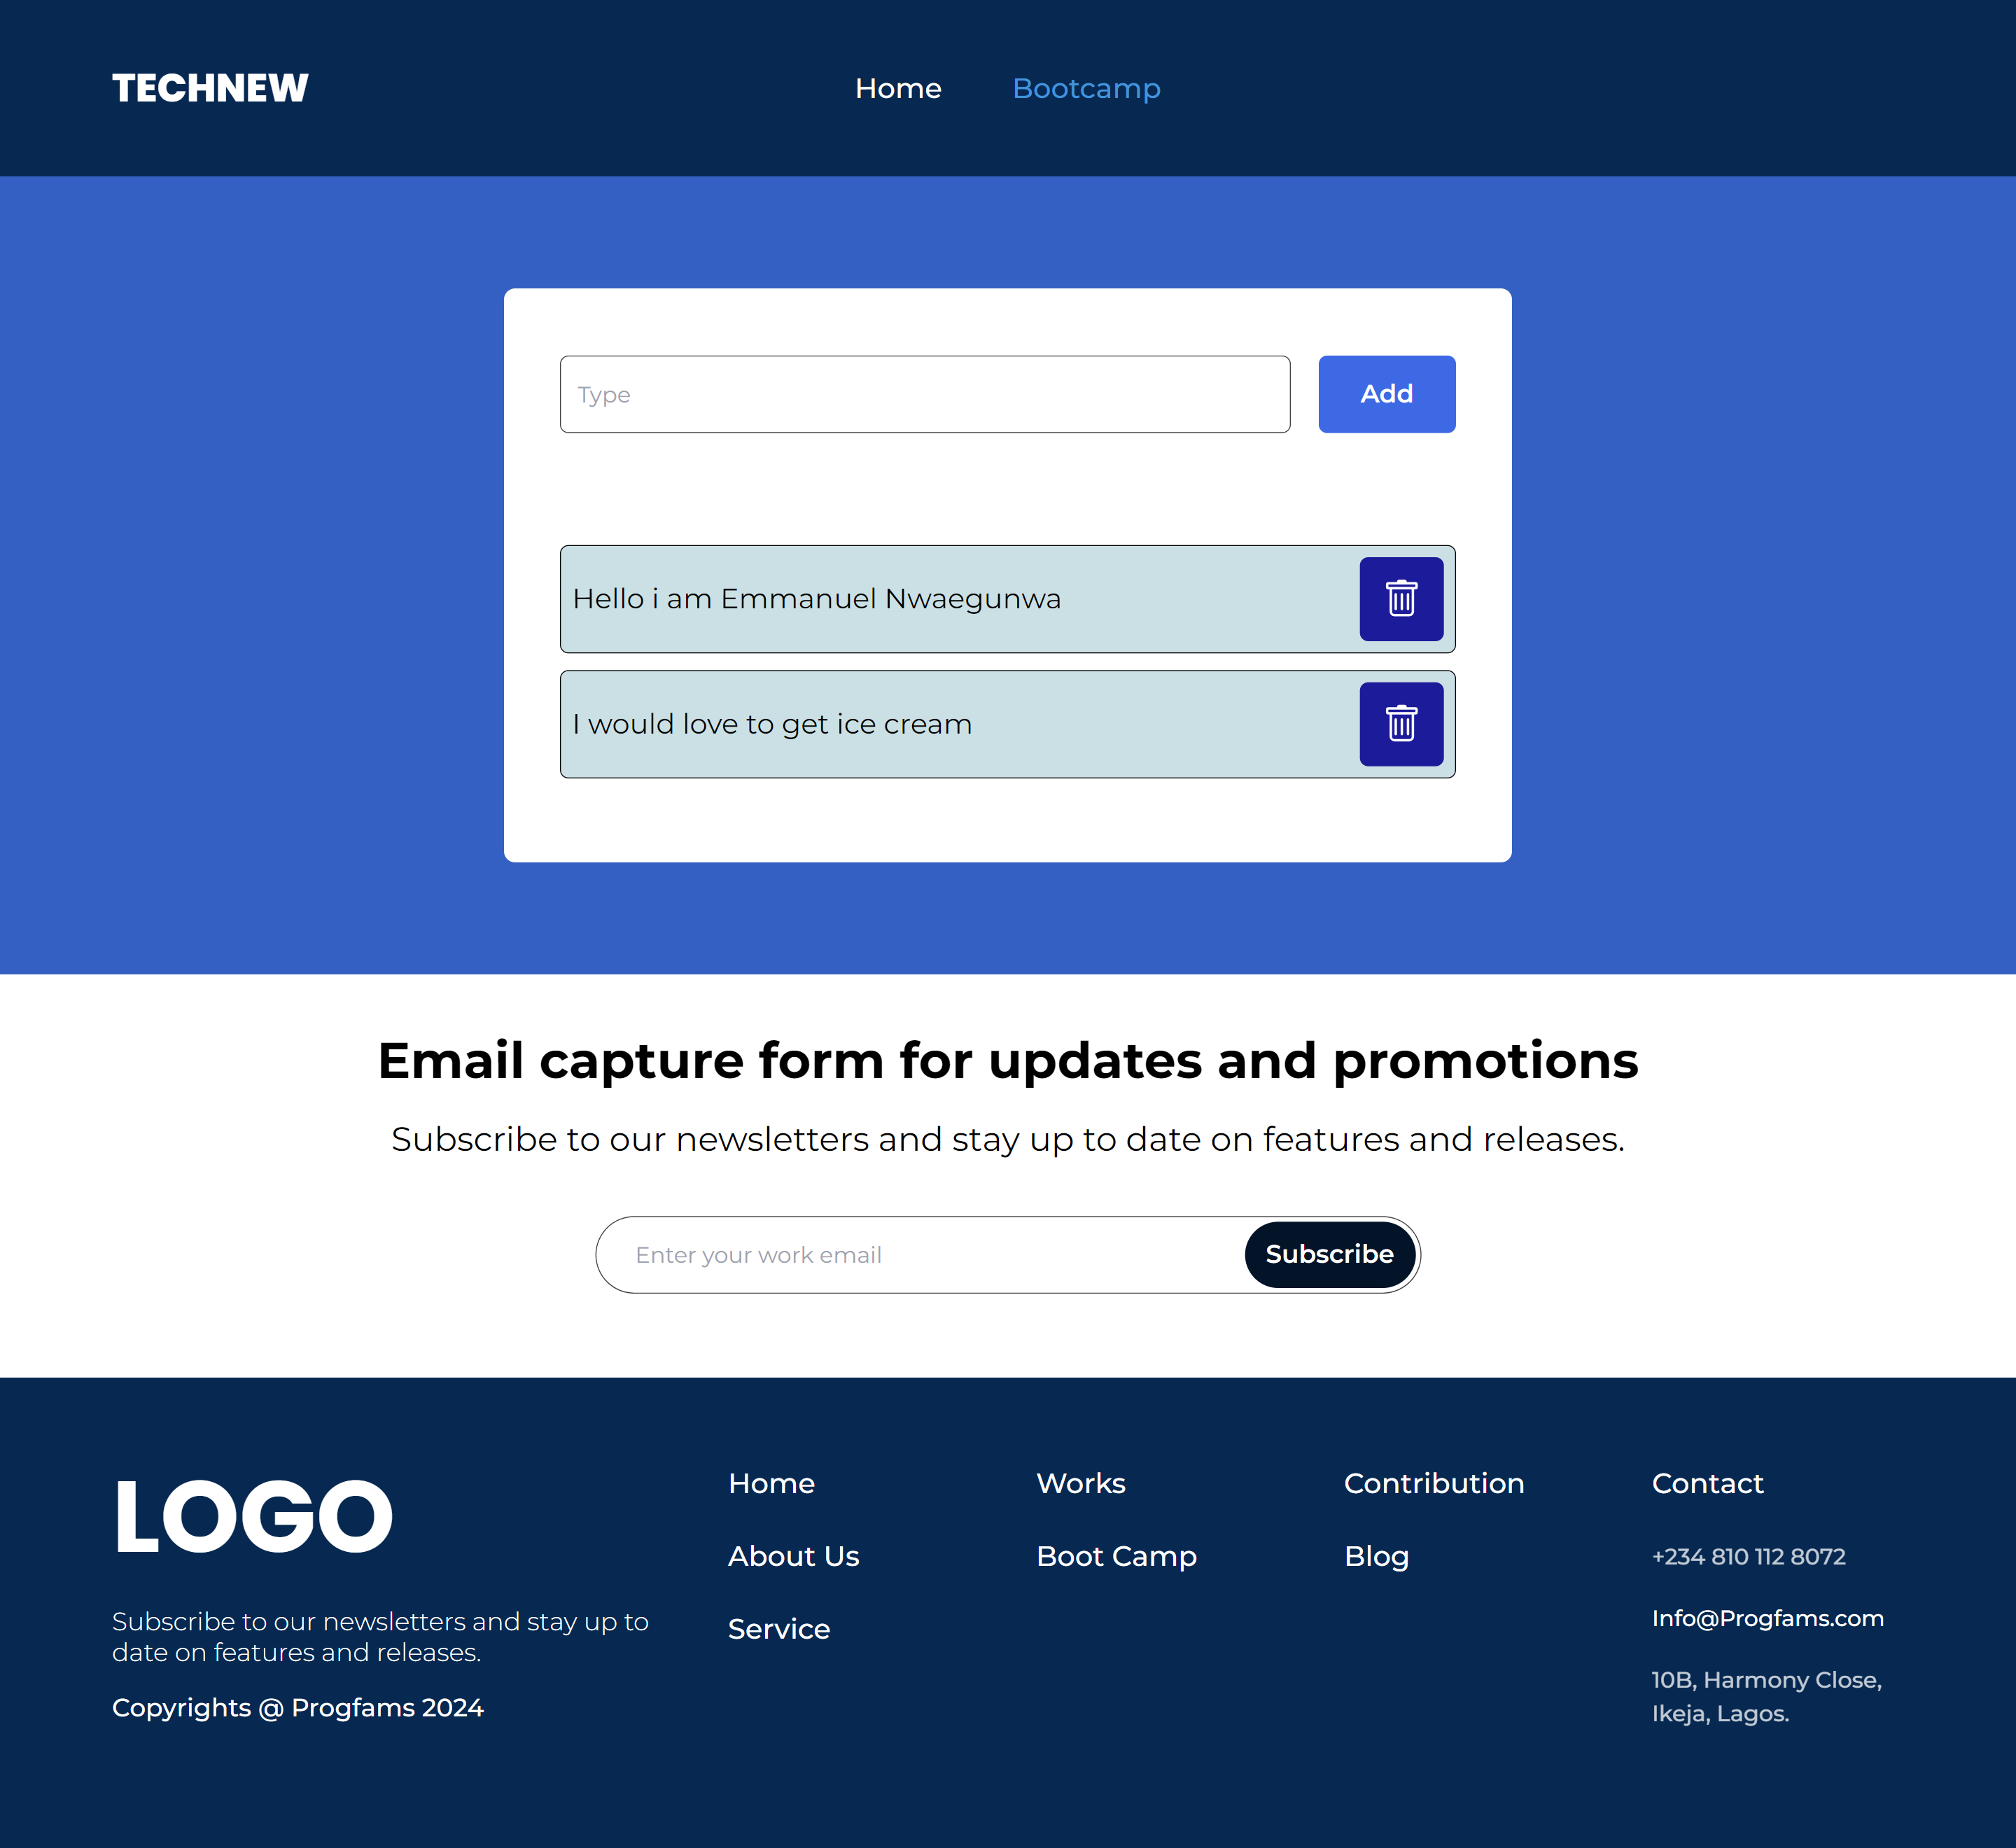 TECHNEW
Home
Bootcamp
Type
Add
Hello i am Emmanuel Nwaegunwa
I would love to get ice cream
Email capture form for updates and promotions
Subscribe to our newsletters and stay up to date on features and releases.
Enter your work email
Subscribe
LOGO
Subscribe to our newsletters and stay up to
date on features and releases.
Copyrights @ Progfams 2024
Home
About Us
Service
Works
Boot Camp
Contribution
Blog
Contact
+234 810 112 8072
Info@Progfams.com
10B, Harmony Close,
Ikeja, Lagos.